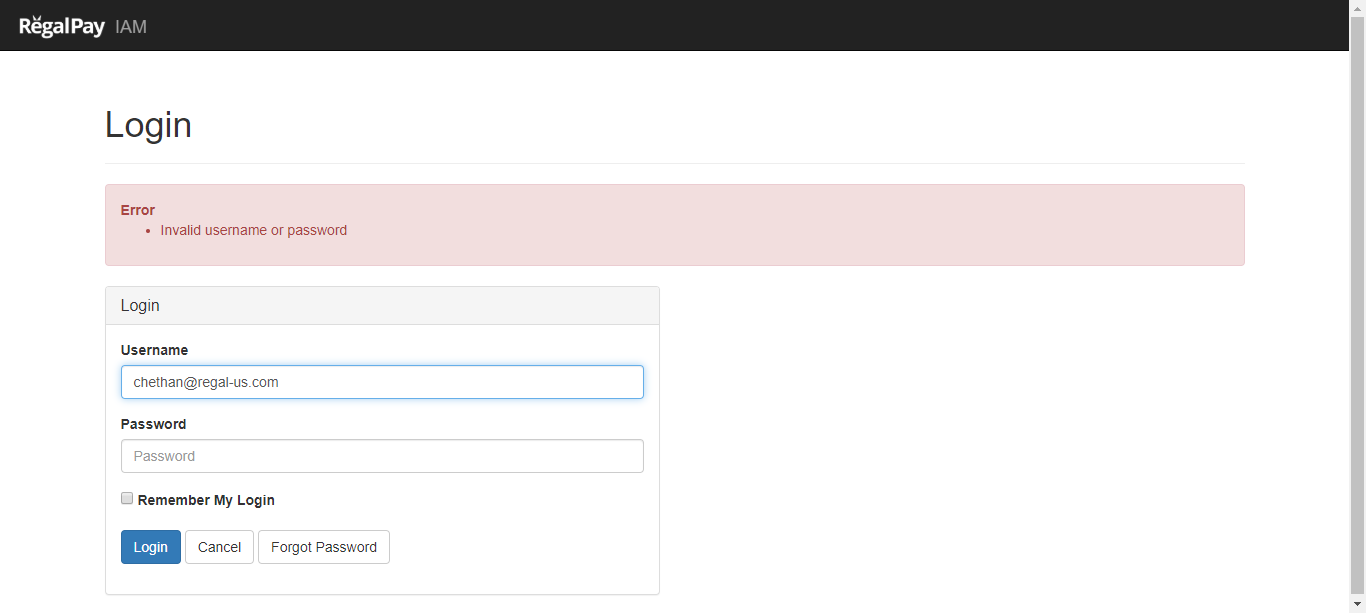 RegalPay IAM
Login
Error
Invalid username or password
Login
Username
chethan@regal-us.com
Password
Password
Remember My Login
Login Cancel Forgot Password